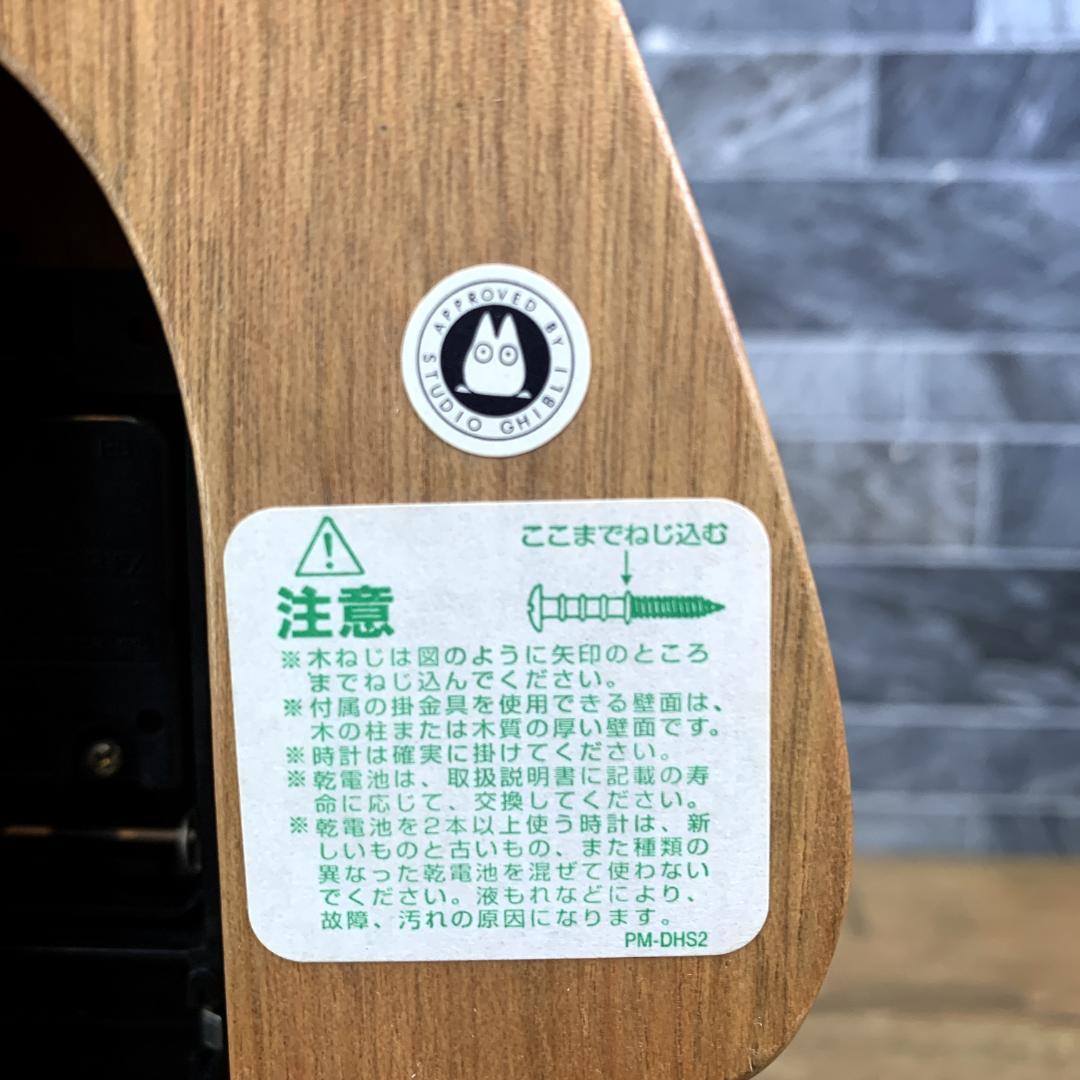 APPROVED BY
STUDIO GHIBLI
ここまでねじ込む
注意
※木ねじは図のように矢印のところ
までねじ込んでください。
※付属の掛金具を使用できる壁面は、
木の柱または木質の厚い壁面です。
※時計は確実に掛けてください。
※乾電池は、取扱説明書に記載の寿
命に応じて、交換してください。
※乾電池を2本以上使う時計は、新
しいものと古いもの、また種類の
異なった乾電池を混ぜて使わない
でください。液もれなどにより、
故障、汚れの原因になります。
PM-DHS2